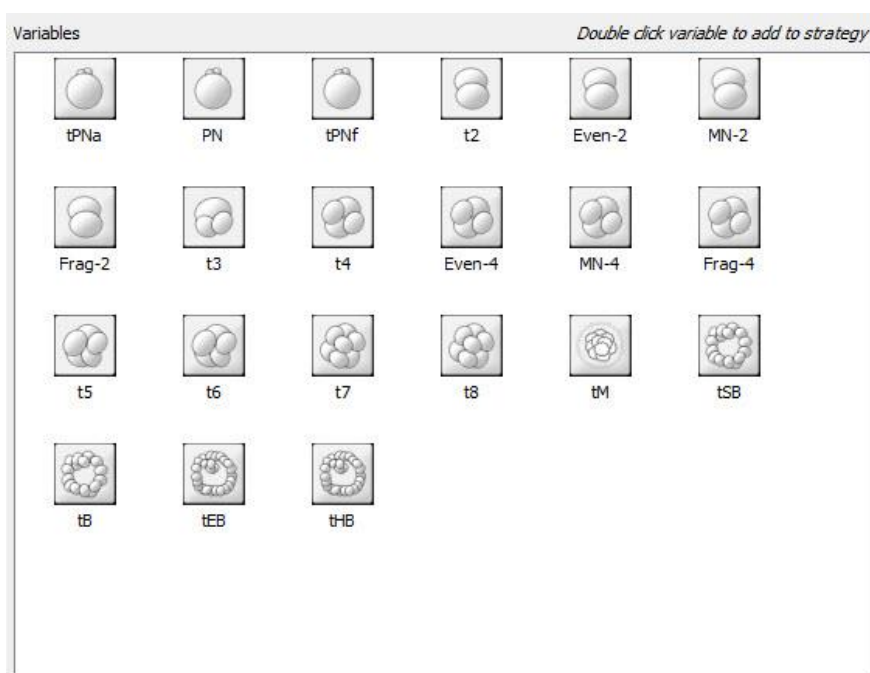 Variables Double click variable to add to strategy
tPNa PN tPNf t2 Even-2 MN-2
Frag-2 t3 t4 Even-4 MN-4 Frag-4
t5 t6 t7 t8 tM tSB
tB tEB tHB